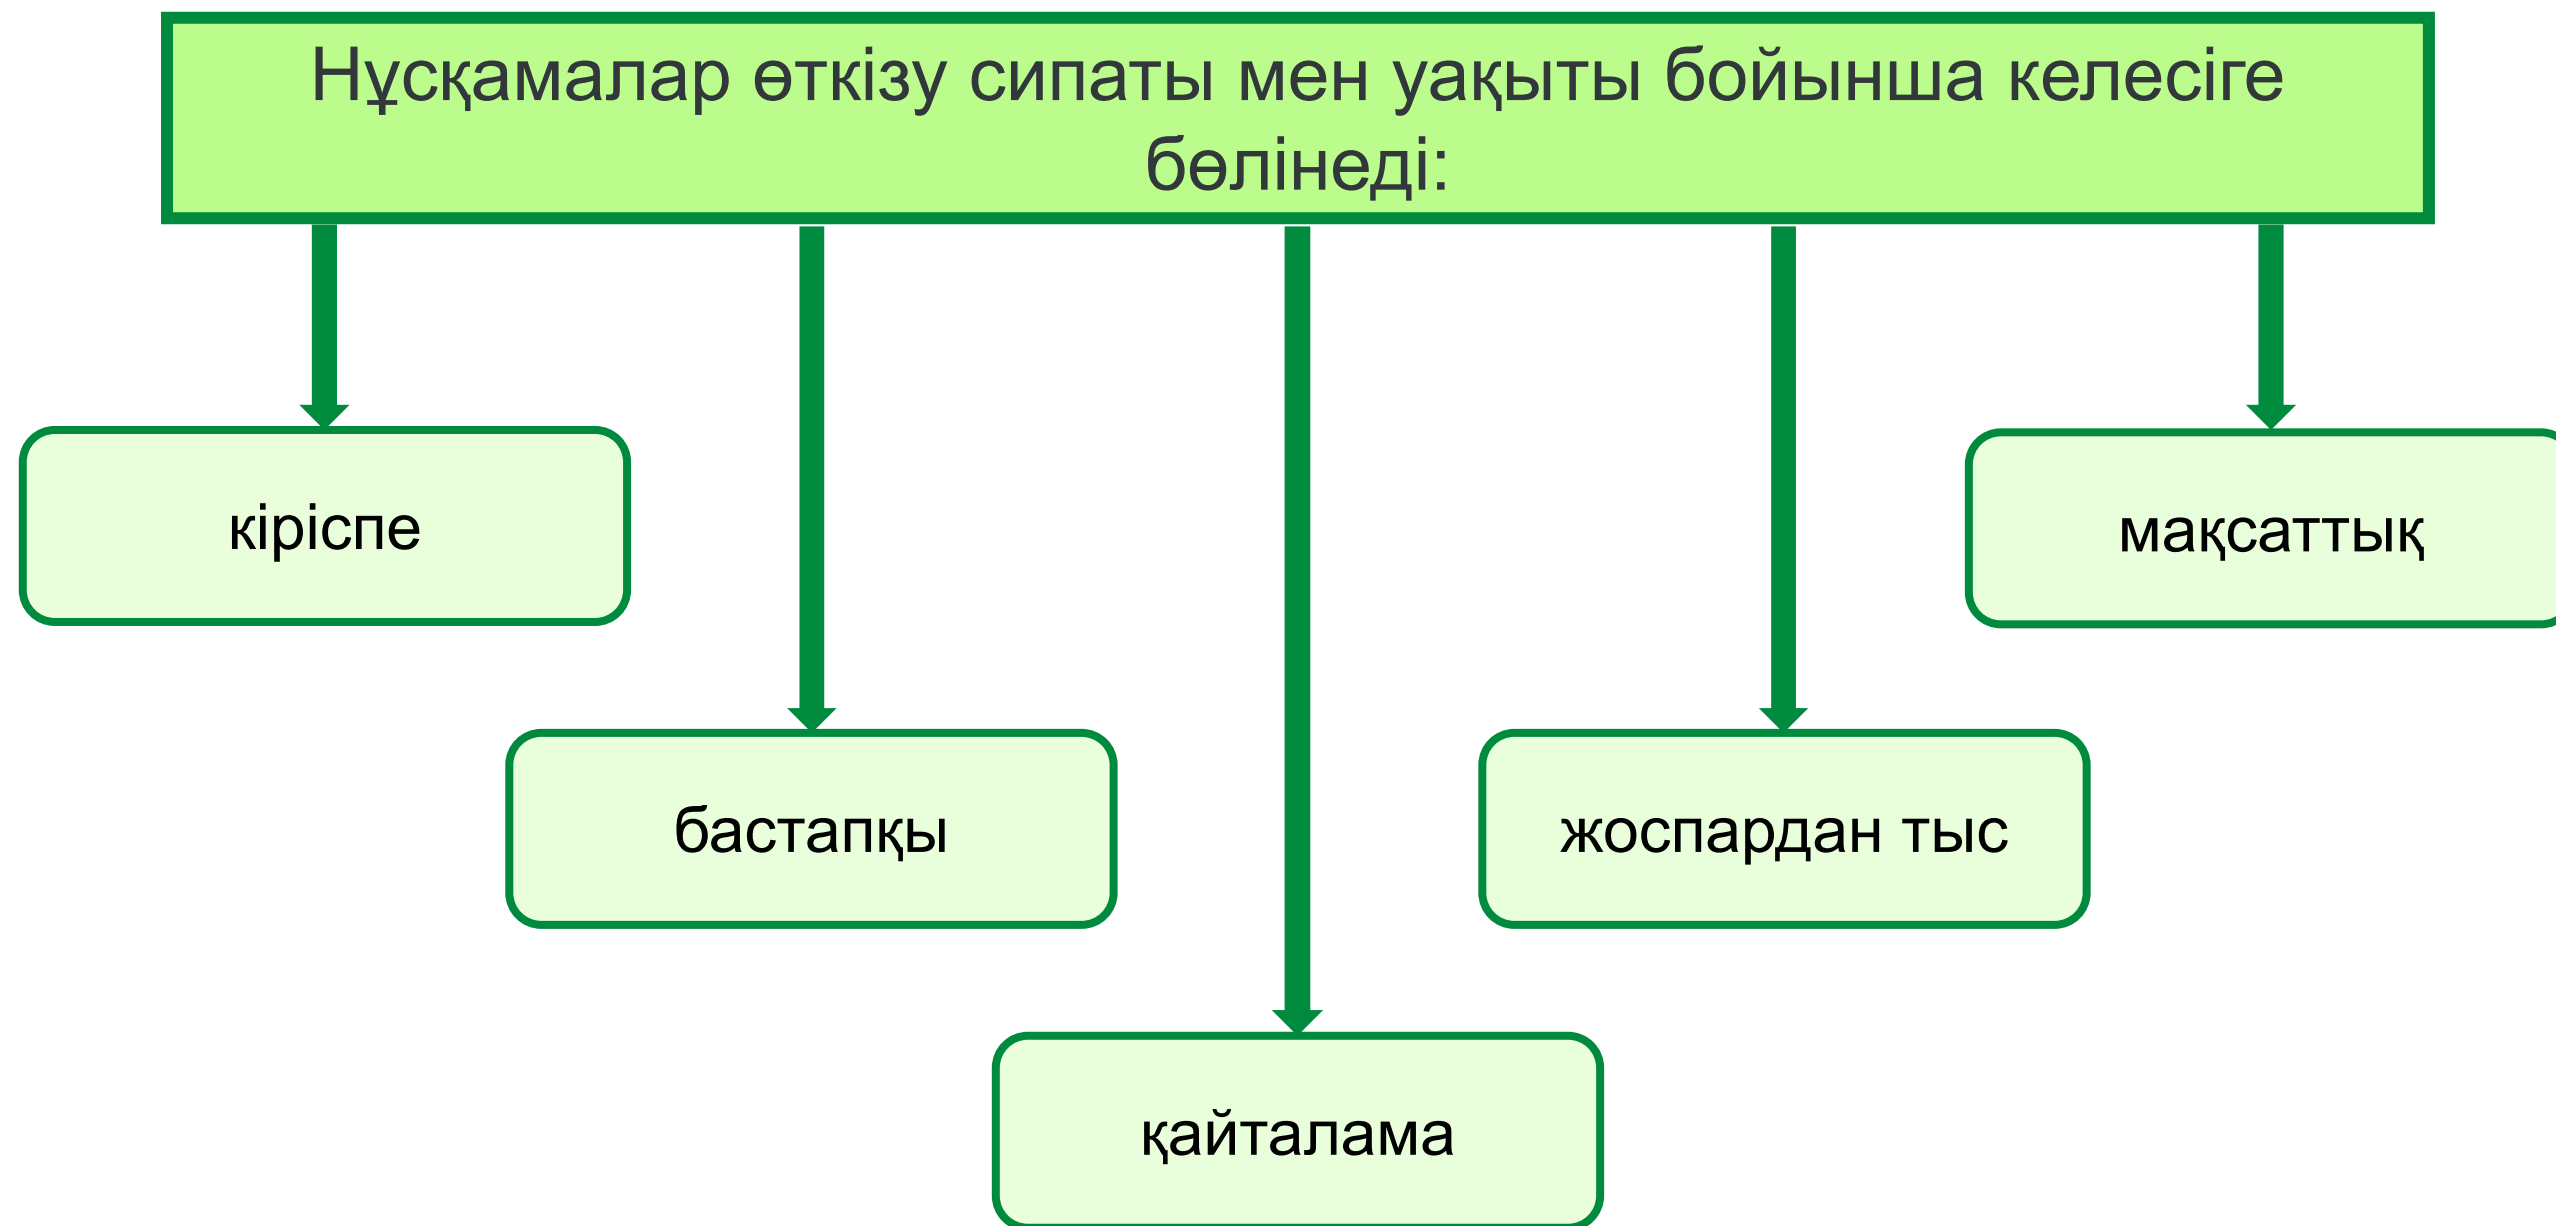 Нұсқамалар өткізу сипаты мен уақыты бойынша келесіге
бөлінеді:
кіріспе
мақсаттық
бастапқы
жоспардан тыс
қайталама